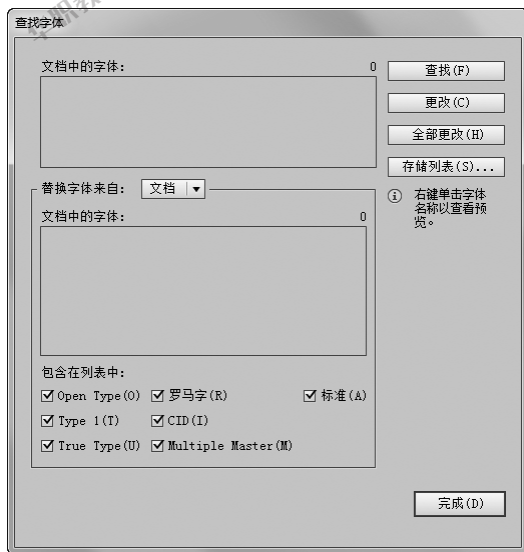 查找字体
文档中的字体： 0
查找(F)
更改(C)
全部更改(H)
存储列表(S)...
替换字体来自： 文档
右键单击字体
名称以查看预
览。
文档中的字体： 0
包含在列表中：
Open Type(O) 罗马字(R) 标准(A)
Type 1(T) CID(I)
True Type(U) Multiple Master(M)
完成(D)